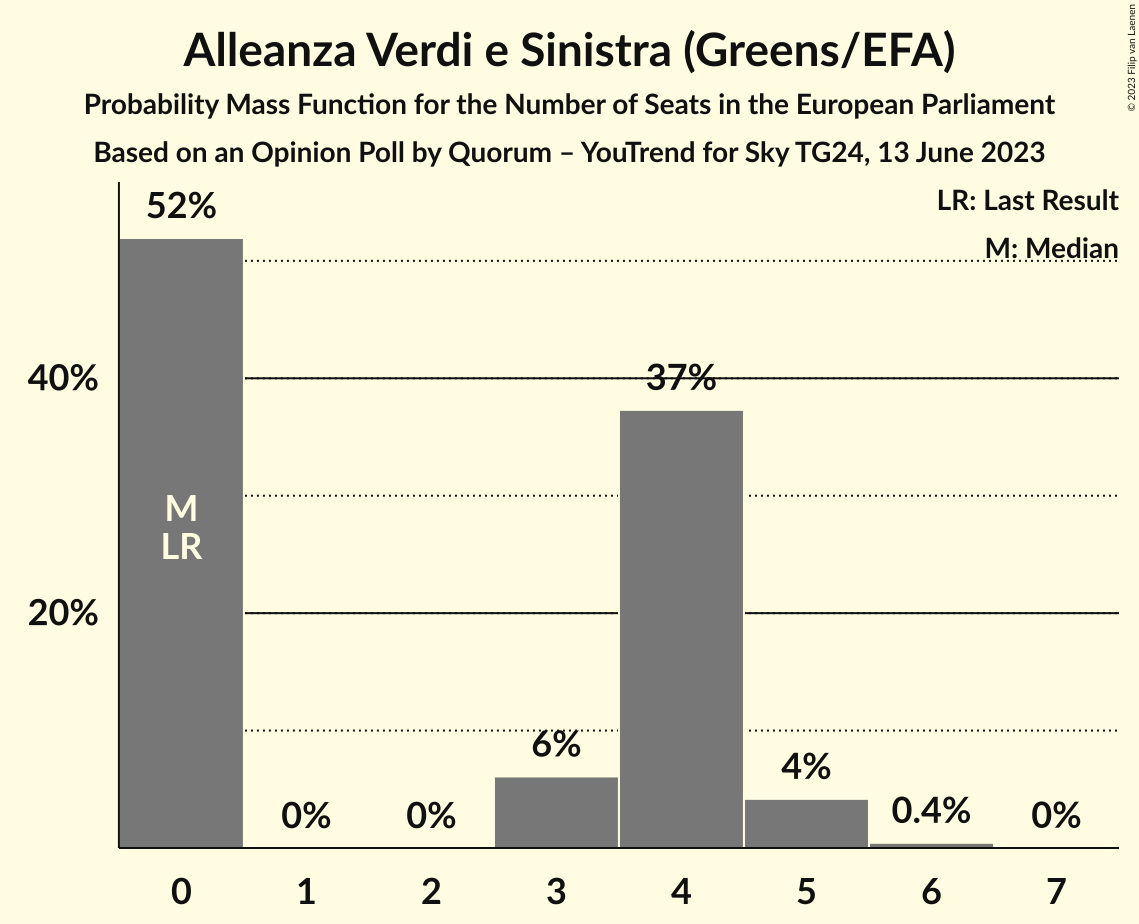 Alleanza Verdi e Sinistra (Greens/EFA)
Probability Mass Function for the Number of Seats in the European Parliament
Based on an Opinion Poll by Quorum – YouTrend for Sky TG24, 13 June 2023
© 2023 Filip van Laenen
LR: Last Result
M: Median
52%
40%
37%
M
LR
20%
6%
4%
0%
0%
0.4%
0%
0
1
2
3
4
5
6
7